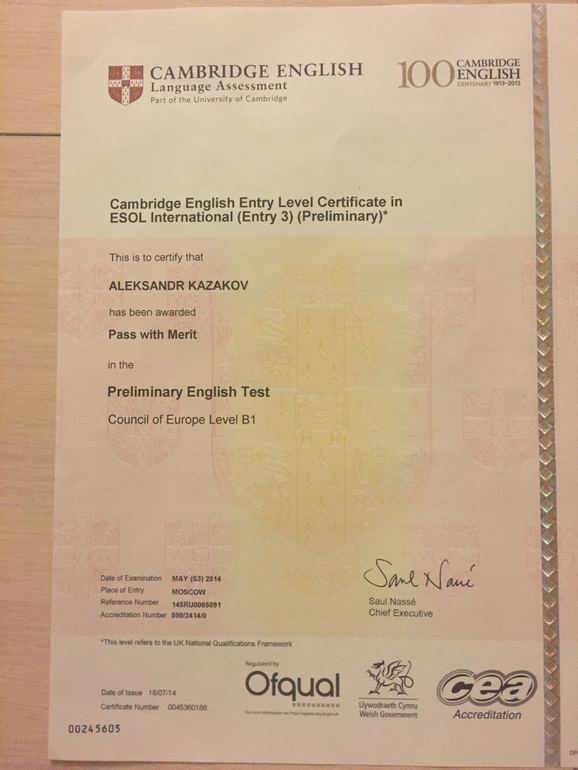 CAMBRIDGE ENGLISH
Language Assessment
Part of the University of Cambridge
100 CAMBRIDGE
ENGLISH
CENTENARY 1913–2013
Cambridge English Entry Level Certificate in
ESOL International (Entry 3) (Preliminary)*
This is to certify that
ALEKSANDR KAZAKOV
has been awarded
Pass with Merit
in the
Preliminary English Test
Council of Europe Level B1
Date of Examination MAY (S3) 2014
Place of Entry MOSCOW
Reference Number 145RU0065091
Accreditation Number 500/2414/0
Saul Nassé
Saul Nassé
Chief Executive
*This level refers to the UK National Qualifications Framework
Date of Issue 18/07/14
Certificate Number 0045360186
Regulated by
Ofqual
Llywodraeth Cymru
Welsh Government
cea
Accreditation
00245605